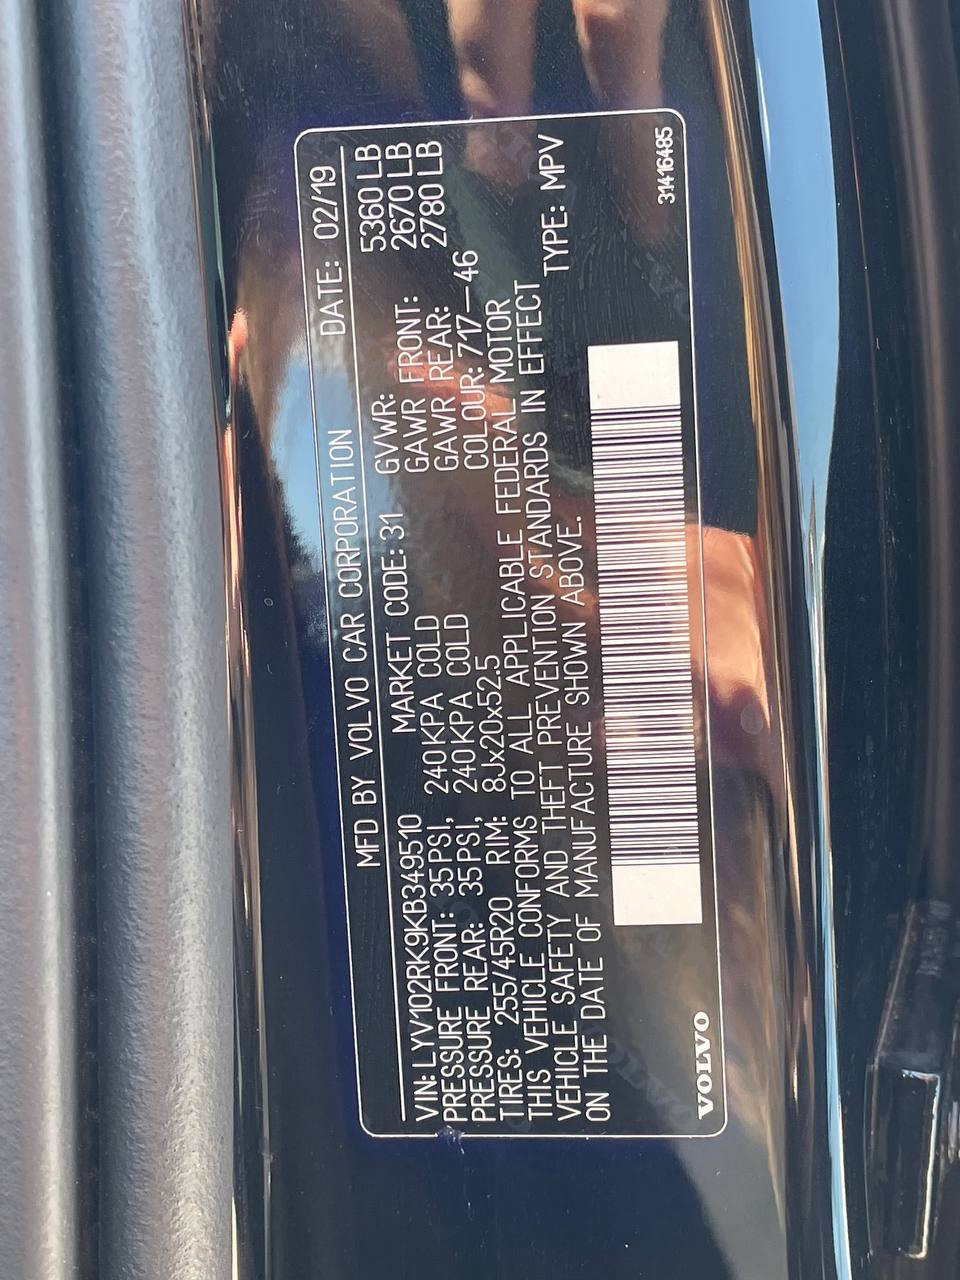 MFD BY VOLVO CAR CORPORATION DATE: 02/19
VIN: LYV102RK9KB349510 MARKET CODE: 31 GVWR: 5360 LB
PRESSURE FRONT: 35PSI, 240KPA COLD GAWR FRONT: 2670 LB
PRESSURE REAR: 35PSI, 240KPA COLD GAWR REAR: 2780 LB
TIRES: 255/45R20 RIM: 8Jx20x52.5 COLOUR: 717-46
THIS VEHICLE CONFORMS TO ALL APPLICABLE FEDERAL MOTOR
VEHICLE SAFETY AND THEFT PREVENTION STANDARDS IN EFFECT
ON THE DATE OF MANUFACTURE SHOWN ABOVE. TYPE: MPV
VOLVO 31416485